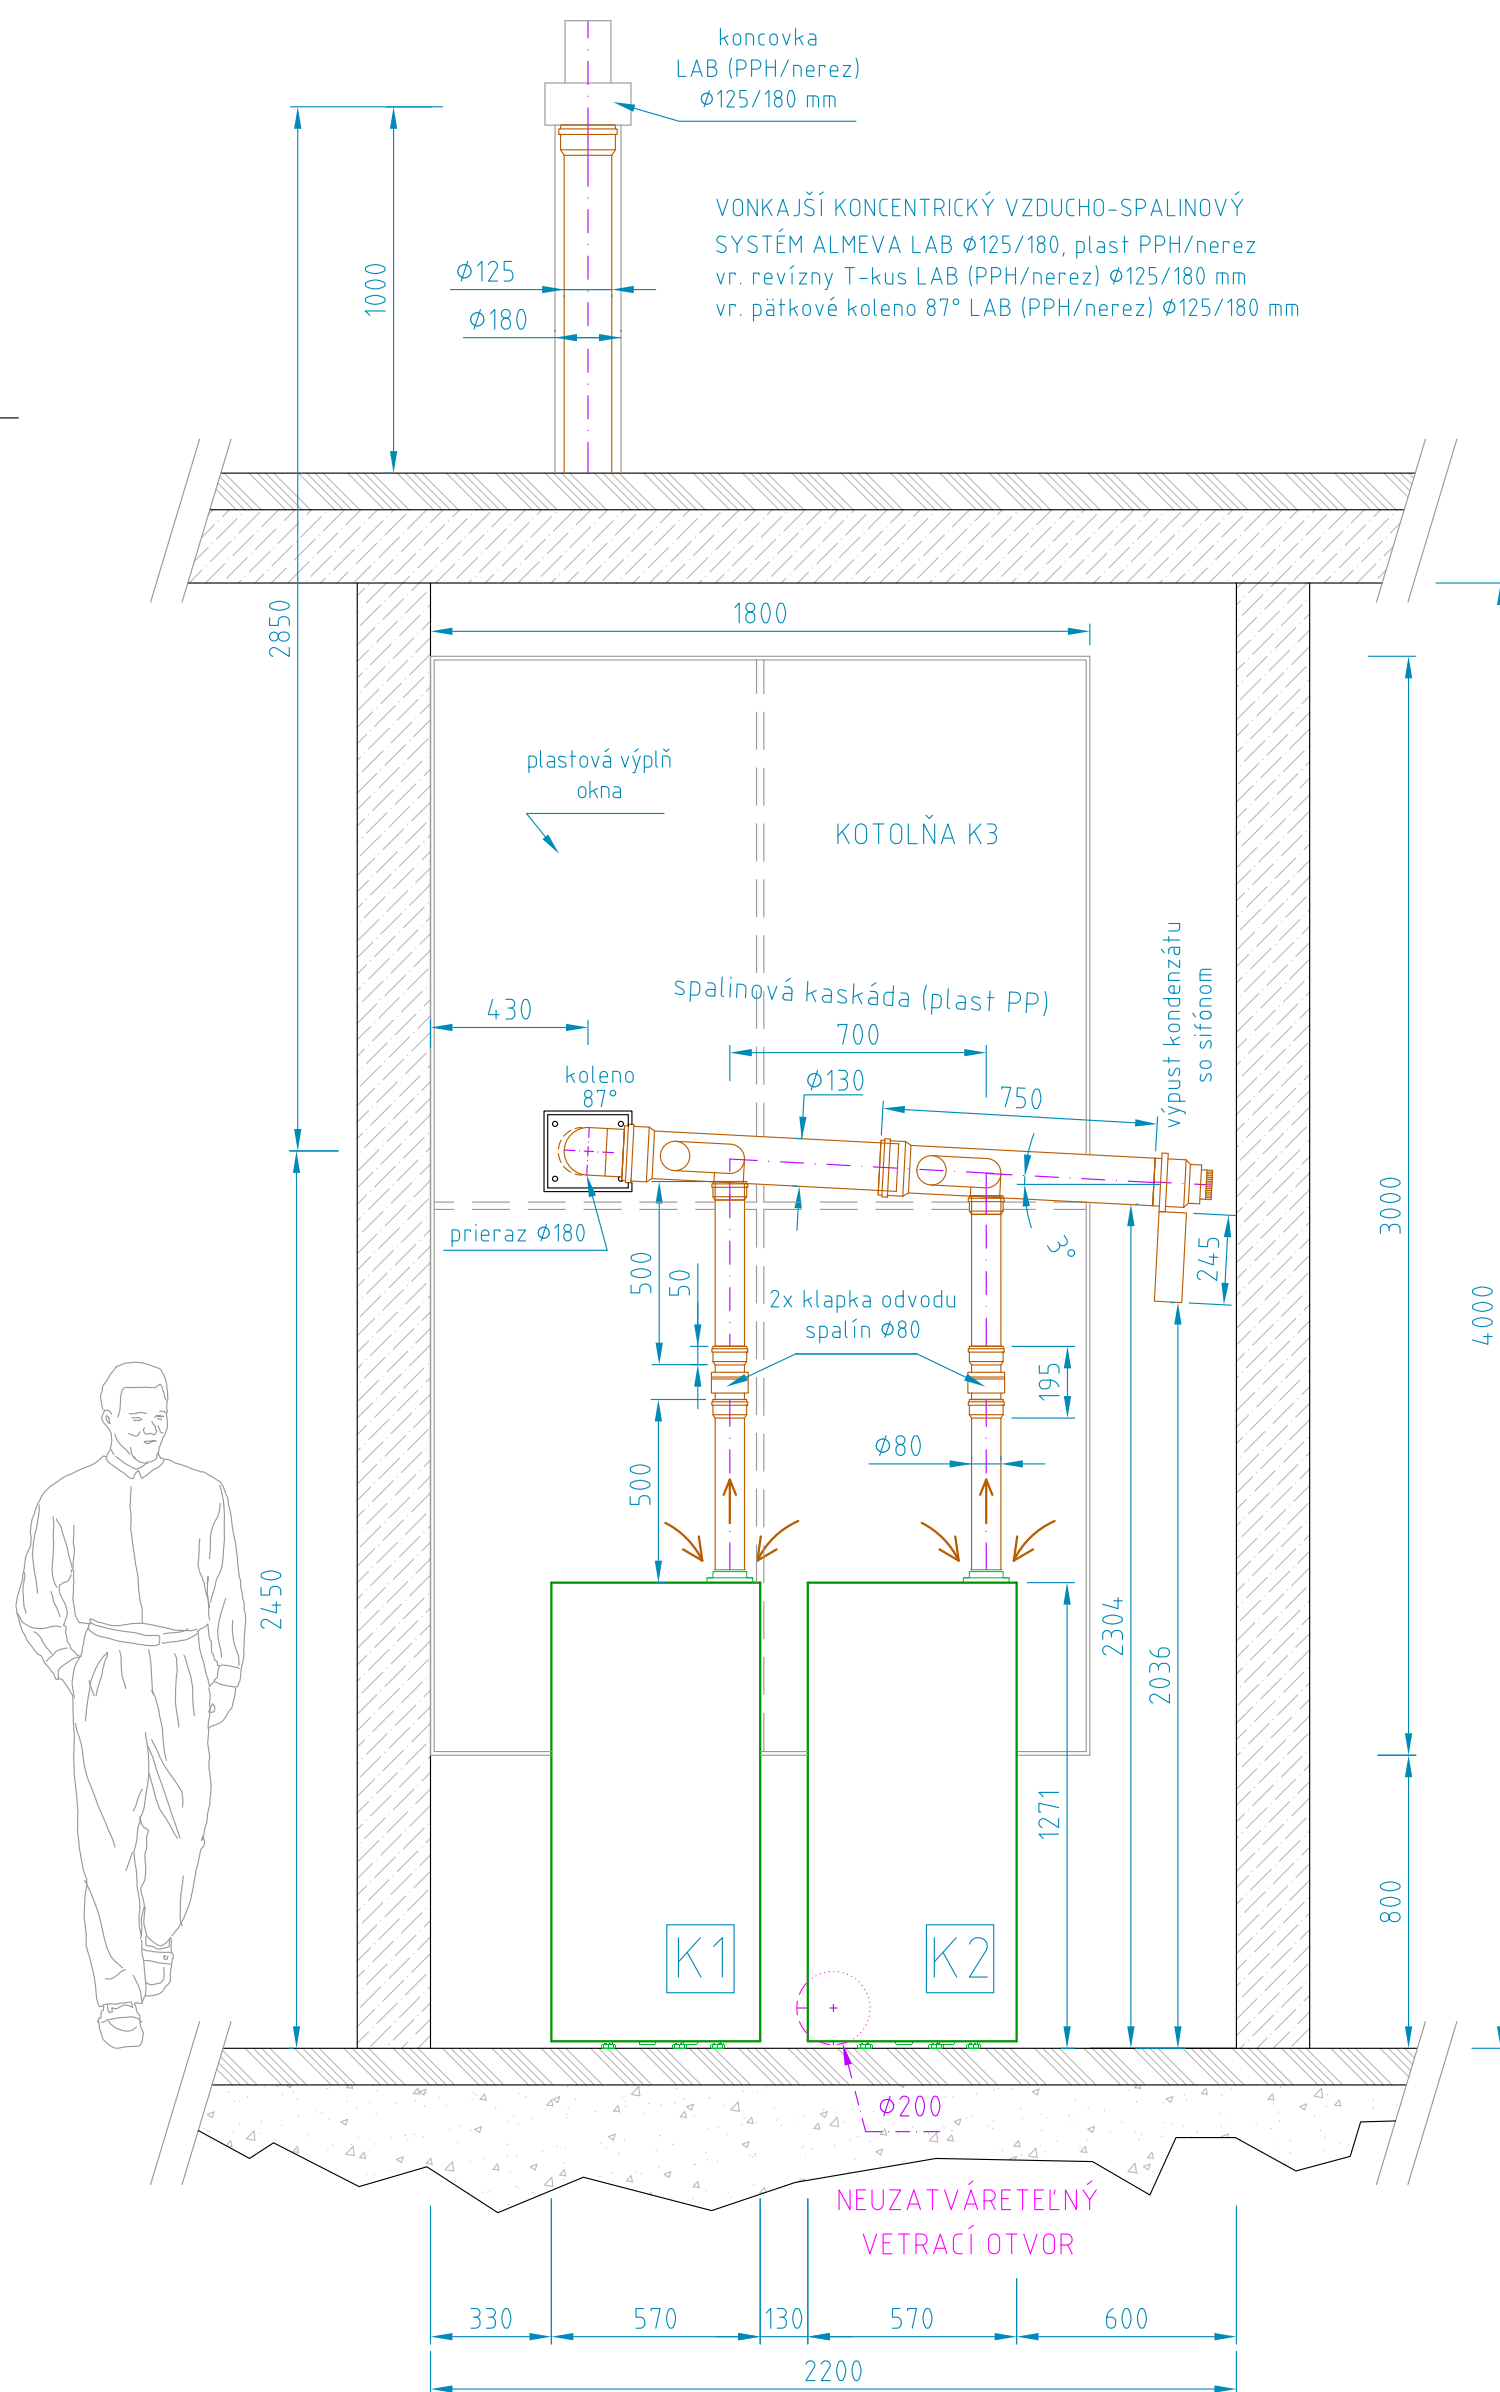 koncovka
LAB (PPH/nerez)
Ø125/180 mm
VONKAJŠÍ KONCENTRICKÝ VZDUCHO-SPALINOVÝ
SYSTÉM ALMEVA LAB Ø125/180, plast PPH/nerez
vr. revízny T-kus LAB (PPH/nerez) Ø125/180 mm
vr. pätkové koleno 87° LAB (PPH/nerez) Ø125/180 mm
1000
Ø125
Ø180
2850
1800
plastová výplň
okna
KOTOLŇA K3
výpust kondenzátu
so sifónom
spalinová kaskáda (plast PP)
430
700
koleno
87°
Ø130
750
3000
prieraz Ø180
3°
245
500
50
2x klapka odvodu
spalín Ø80
4000
195
Ø80
500
2450
2304
2036
1271
800
K1
K2
Ø200
NEUZATVÁRETEĽNÝ
VETRACÍ OTVOR
330
570
130
570
600
2200